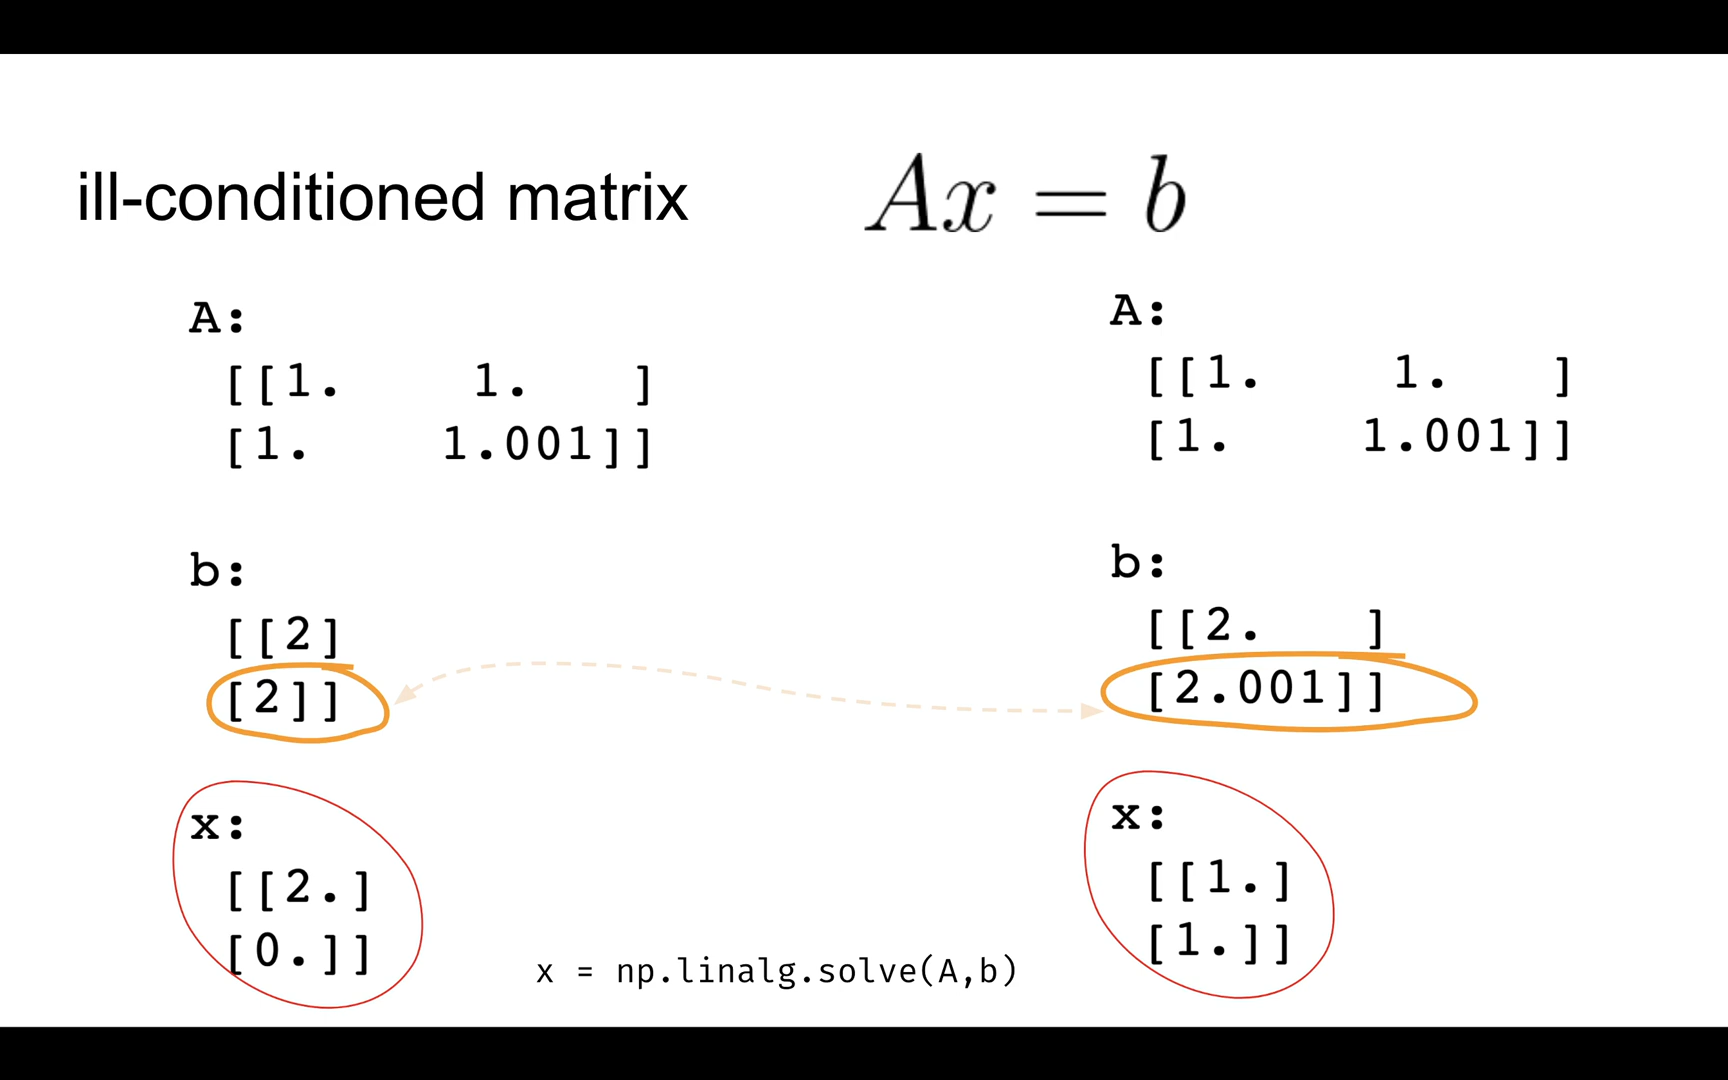 ill-conditioned matrix
Ax = b
A:
[[1. 1. ]
[1. 1.001]]
b:
[[2]
[2]]
x:
[[2.]
[0.]]
x = np.linalg.solve(A,b)
A:
[[1. 1. ]
[1. 1.001]]
b:
[[2. ]
[2.001]]
x:
[[1.]
[1.]]